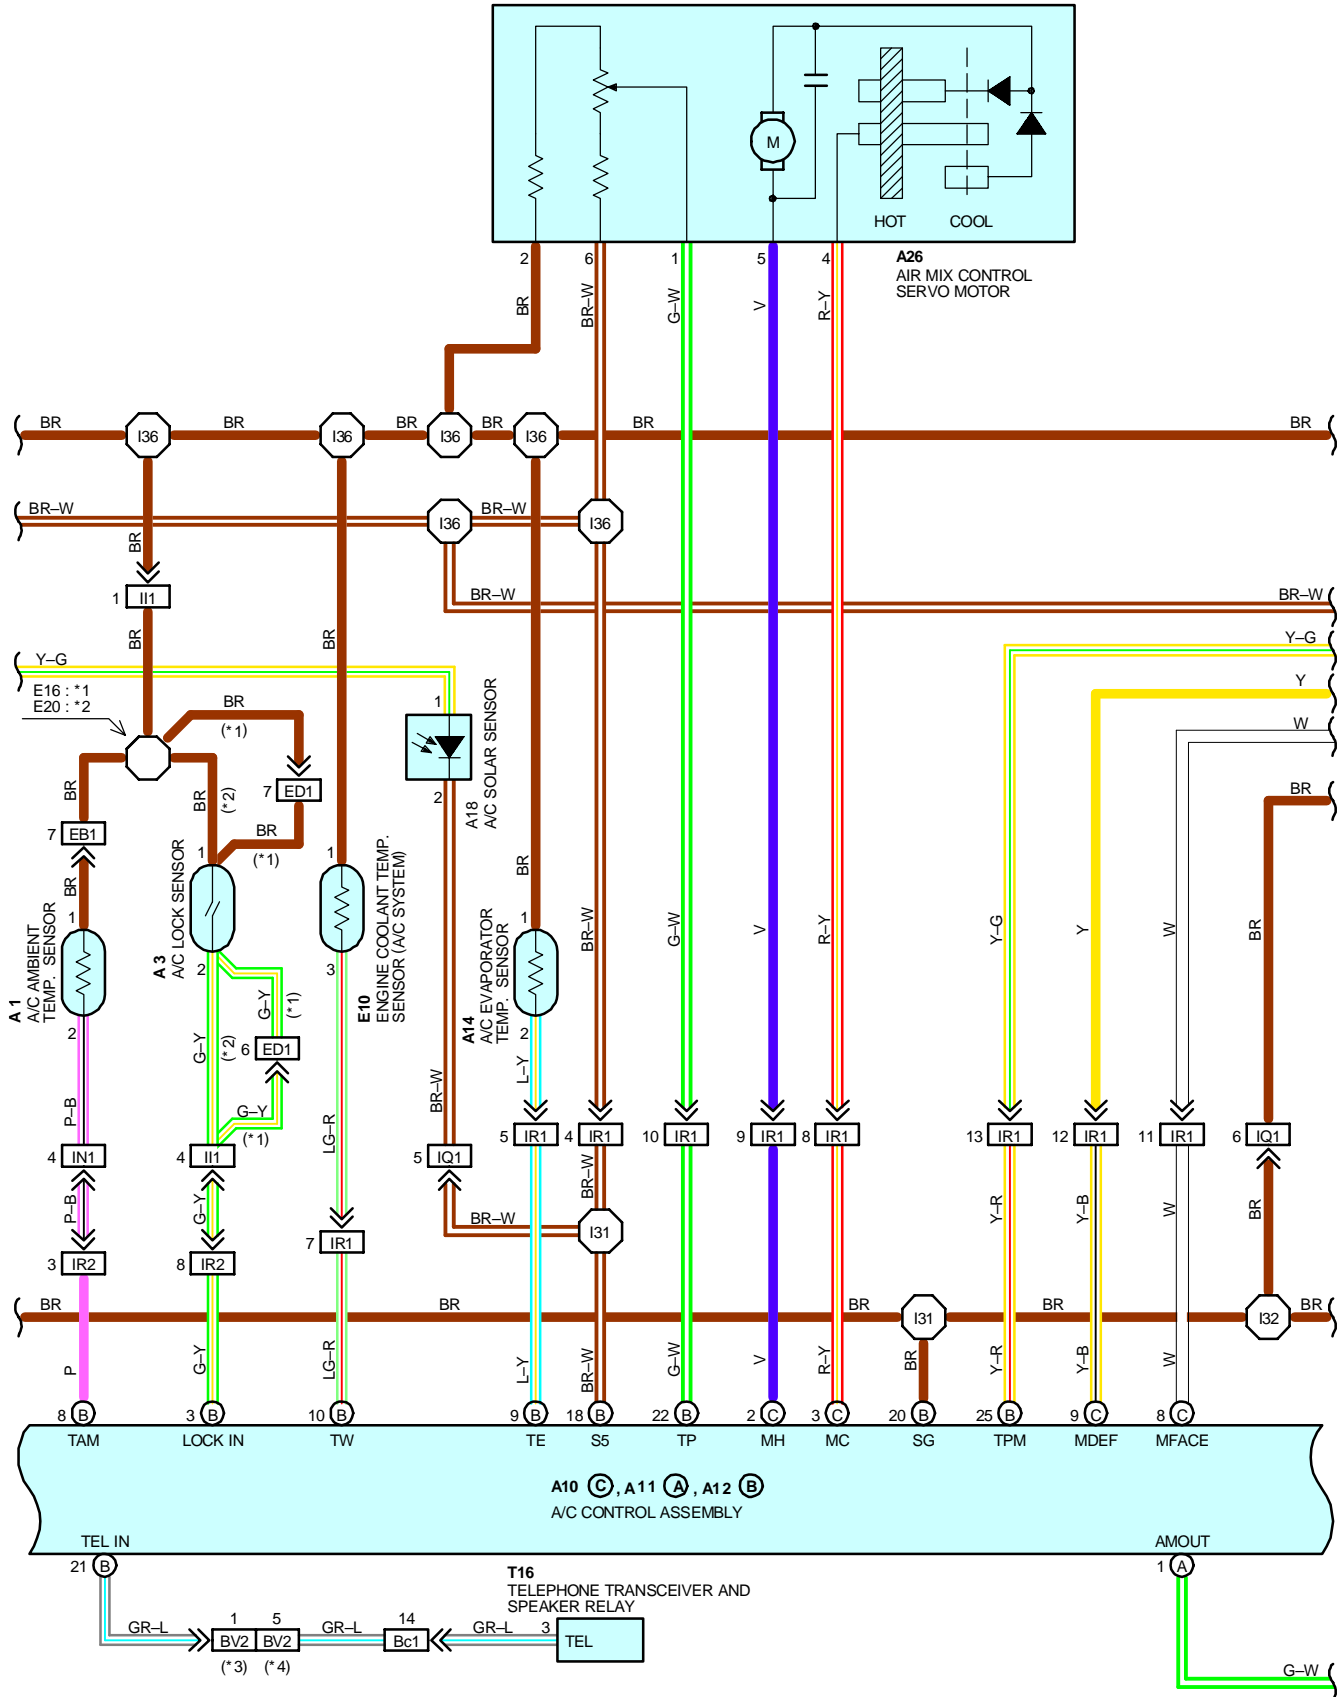 M
HOT COOL
2 6 1 5 4
A26
AIR MIX CONTROL
SERVO MOTOR
BR BR–W G–W V R–Y
BR BR BR BR BR BR
I36 I36 I36 I36
BR–W BR–W
I36 I36
BR
1 II1
BR–W BR–W
BR BR
Y–G Y–G
E16 : *1
E20 : *2
Y
BR
(*1)
W
1
A18
A/C SOLAR SENSOR
2
BR BR (*2)
7 ED1
BR
7 EB1
BR
(*1)
BR
1 1 1
BR
A 1
A/C AMBIENT
TEMP. SENSOR
2
A 3
A/C LOCK SENSOR
2
E10
ENGINE COOLANT TEMP.
SENSOR (A/C SYSTEM)
3
A14
A/C EVAPORATOR
TEMP. SENSOR
1
2
BR–W G–W V R–Y Y–G Y W BR
G–Y (*1)
G–Y (*2)
6 ED1
L–Y
P–B
G–Y
(*1)
LG–R
BR–W
5 IR1 4 IR1 10 IR1 9 IR1 8 IR1 13 IR1 12 IR1 11 IR1 6 IQ1
4 IN1 4 II1 5 IQ1
P–B G–Y BR–W Y–R Y–B W BR
BR–W
I31
7 IR1
3 IR2 8 IR2
BR BR BR BR BR
I31 I32
P G–Y LG–R L–Y BR–W G–W V R–Y BR Y–R Y–B W
8 B 3 B 10 B 9 B 18 B 22 B 2 C 3 C 20 B 25 B 9 C 8 C
TAM LOCK IN TW TE S5 TP MH MC SG TPM MDEF MFACE
A10 C , A11 A , A12 B
A/C CONTROL ASSEMBLY
TEL IN AMOUT
21 B 1 A
T16
TELEPHONE TRANSCEIVER AND
SPEAKER RELAY
GR–L 1 5 GR–L 14 GR–L 3
BV2 BV2 Bc1 TEL
(*3) (*4)
G–W